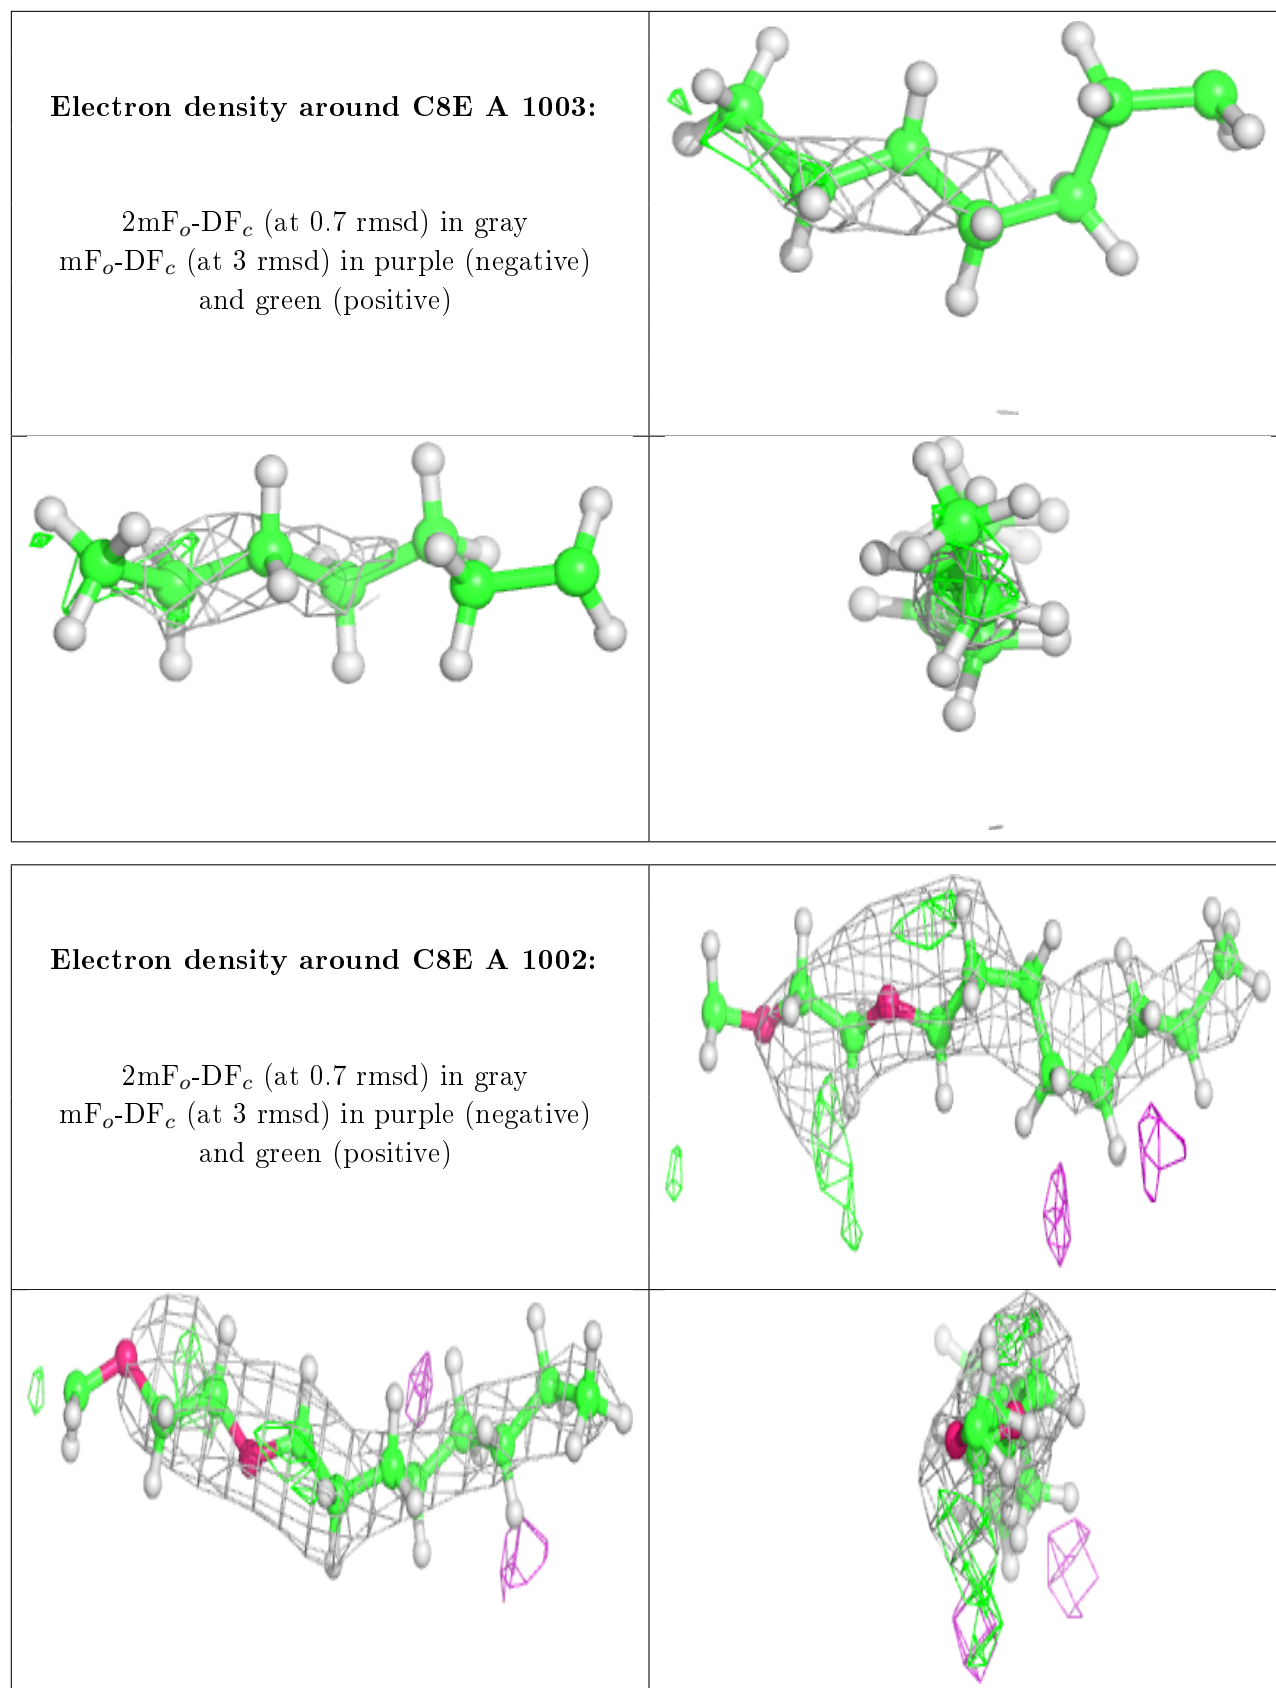 Electron density around C8E A 1003:
2mFₒ-DF𝒸 (at 0.7 rmsd) in gray
mFₒ-DF𝒸 (at 3 rmsd) in purple (negative)
and green (positive)
Electron density around C8E A 1002:
2mFₒ-DF𝒸 (at 0.7 rmsd) in gray
mFₒ-DF𝒸 (at 3 rmsd) in purple (negative)
and green (positive)